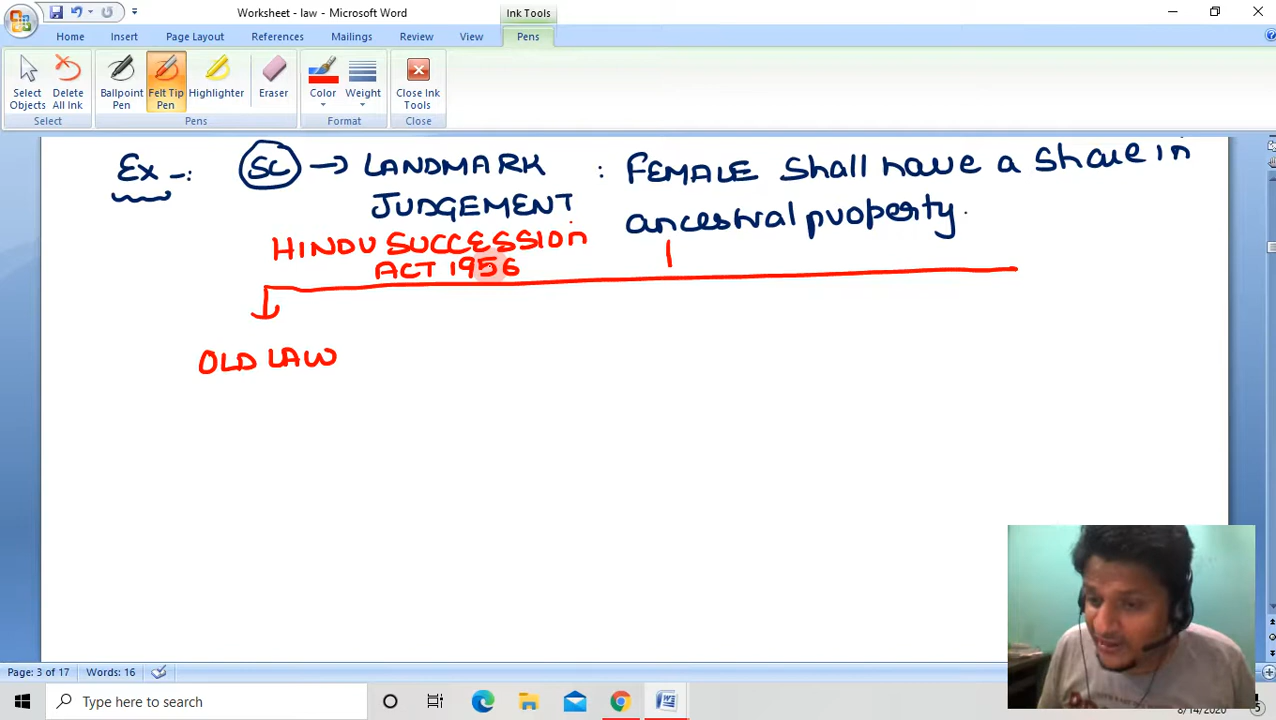 Worksheet - law - Microsoft Word
Ink Tools
Home Insert Page Layout References Mailings Review View Pens
Select Objects
Delete All Ink
Ballpoint Pen
Felt Tip Pen
Highlighter
Eraser
Color
Weight
Close Ink Tools
Select Pens Format Close
Ex -: SC → LANDMARK : FEMALE Shall have a Share in
JUDGEMENT ancestral property.
HINDU SUCCESSION
ACT 1956
OLD LAW
Page: 3 of 17 Words: 16
Type here to search
8/14/2020